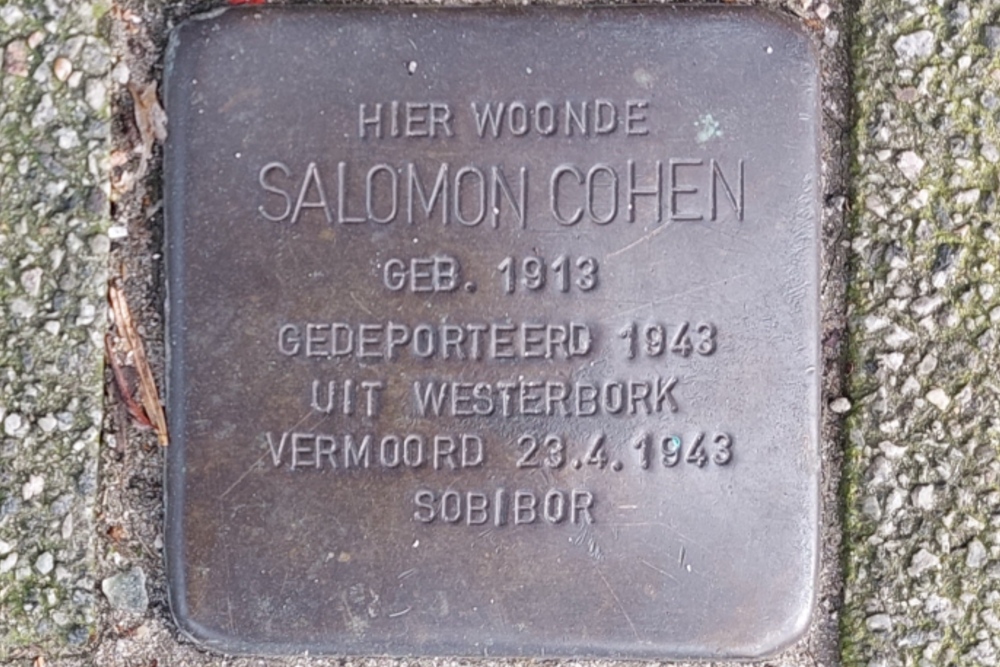 HIER WOONDE
SALOMON COHEN
GEB. 1913
GEDEPORTEERD 1943
UIT WESTERBORK
VERMOORD 23.4.1943
SOBIBOR